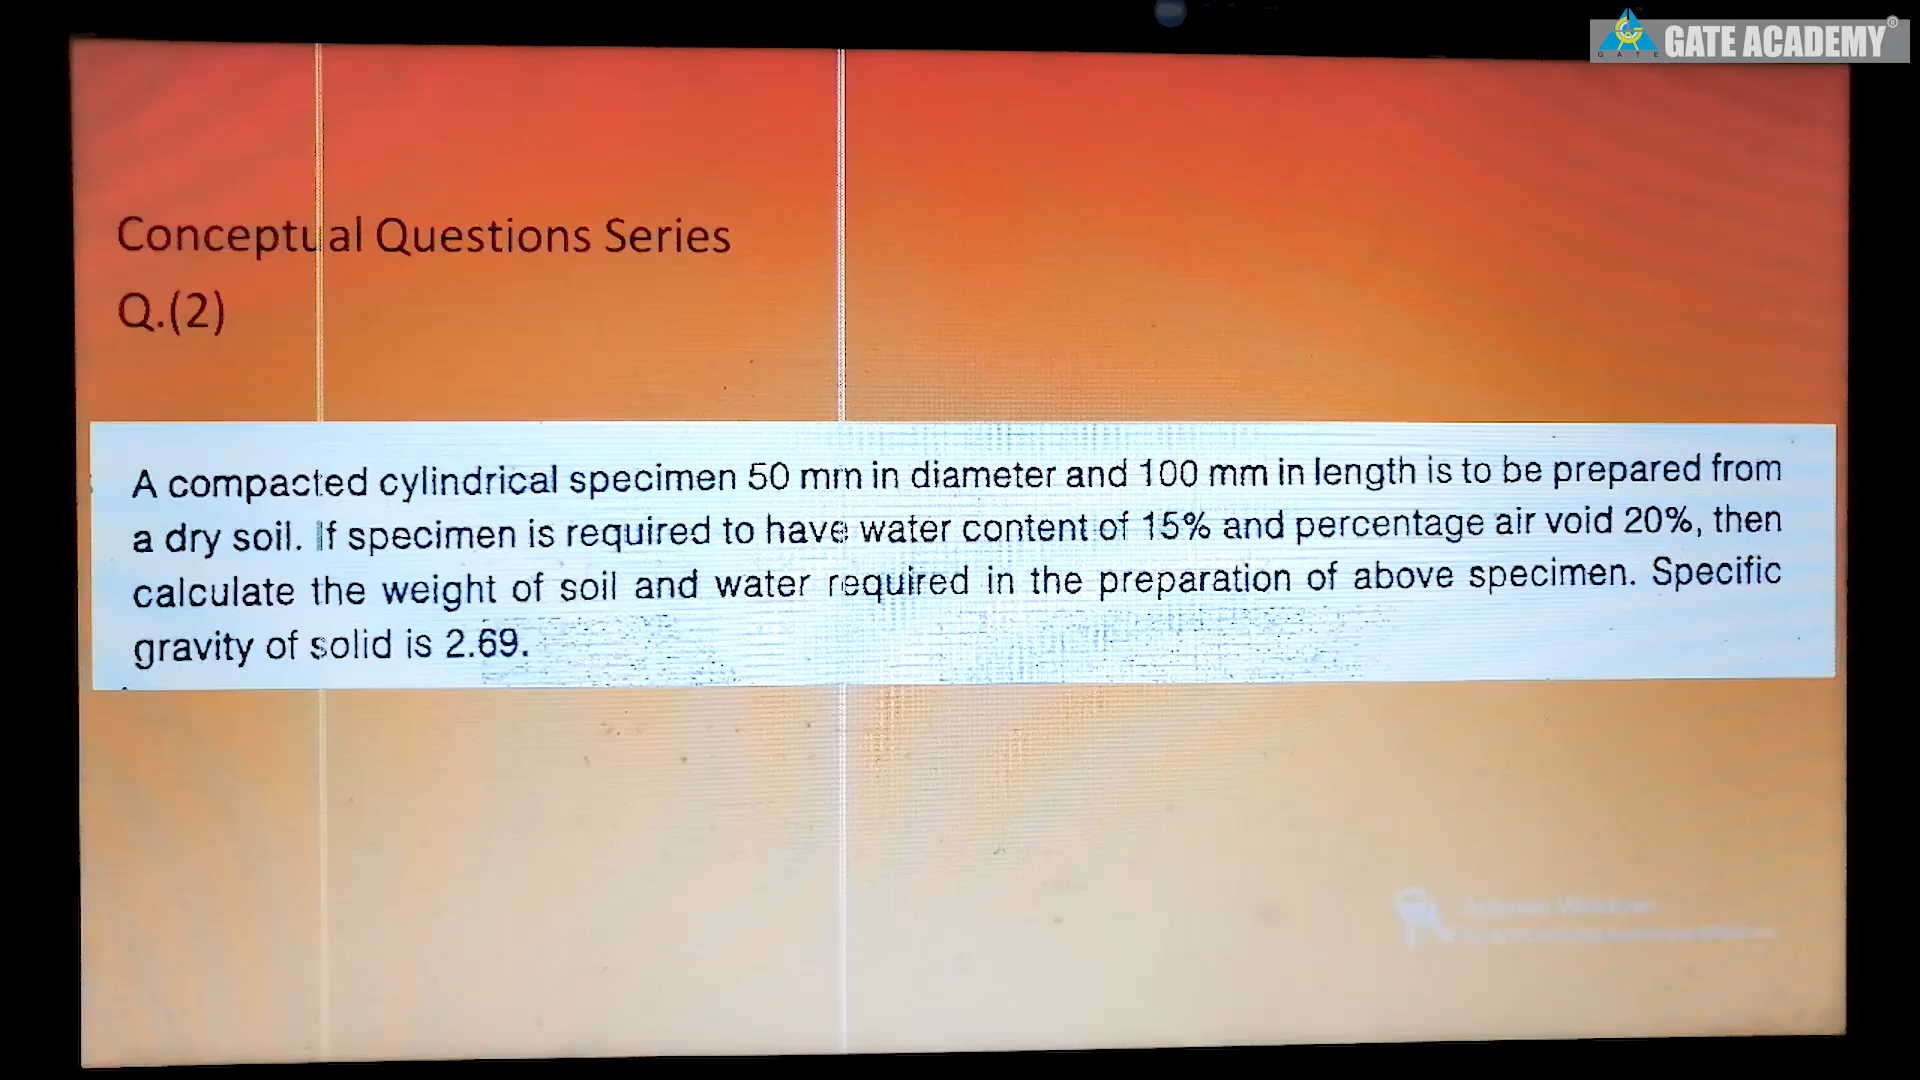 GATE ACADEMY®
GATE
Conceptual Questions Series
Q.(2)
A compacted cylindrical specimen 50 mm in diameter and 100 mm in length is to be prepared from
a dry soil. If specimen is required to have water content of 15% and percentage air void 20%, then
calculate the weight of soil and water required in the preparation of above specimen. Specific
gravity of solid is 2.69.